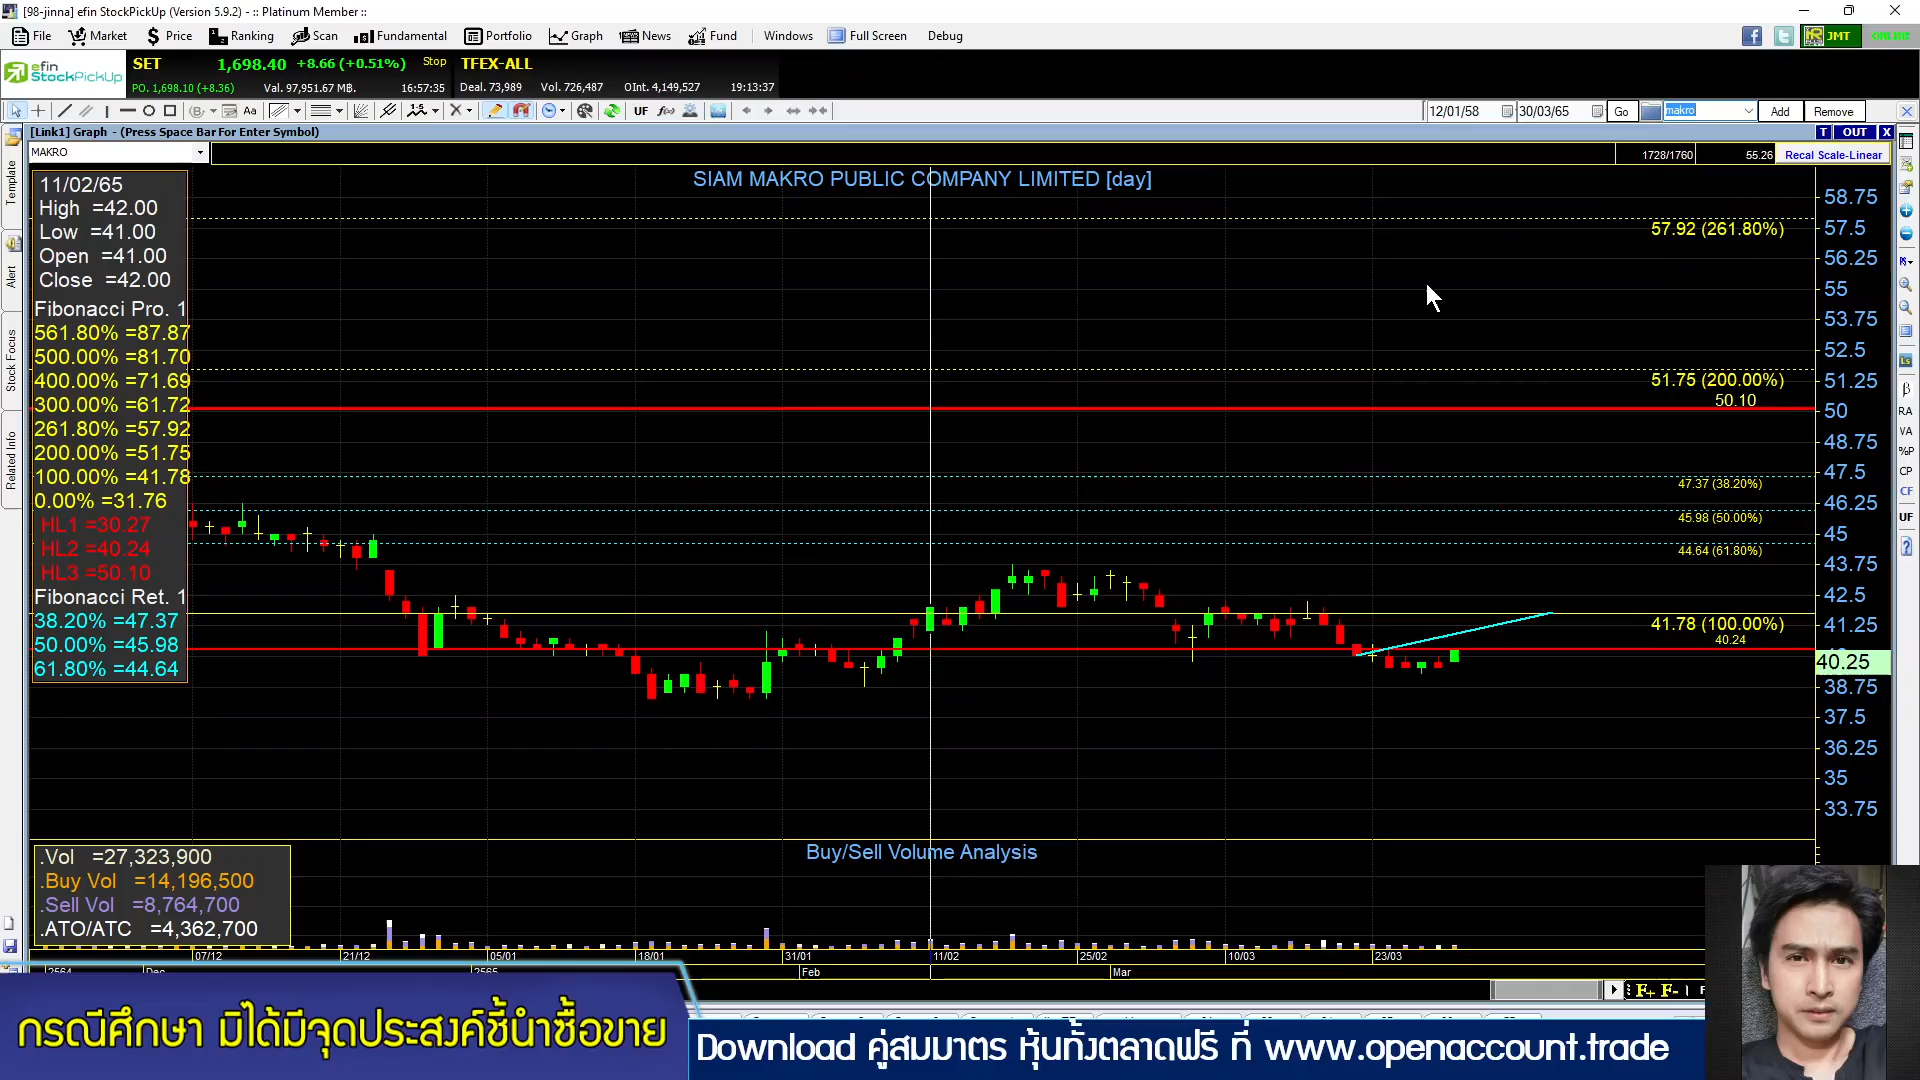 [98-jinna] efin StockPickUp (Version 5.9.2) - :: Platinum Member ::
File Market Price Ranking Scan Fundamental Portfolio Graph News Fund Windows Full Screen Debug JMT ONLINE
efin StockPickUp
SET 1,698.40 +8.66 (+0.51%) Stop TFEX-ALL
PO. 1,698.10 (+8.36) Val. 97,951.67 M฿. 16:57:35 Deal. 73,989 Vol. 726,487 OInt. 4,149,527 19:13:37
UF 12/01/58 30/03/65 Go makro Add Remove
[Link1] Graph - (Press Space Bar For Enter Symbol) T OUT X
MAKRO 1728/1760 55.26 Recal Scale-Linear
SIAM MAKRO PUBLIC COMPANY LIMITED [day]
Template
Alert
Stock Focus
Related Info
11/02/65
High =42.00
Low =41.00
Open =41.00
Close =42.00
Fibonacci Pro. 1
561.80% =87.87
500.00% =81.70
400.00% =71.69
300.00% =61.72
261.80% =57.92
200.00% =51.75
100.00% =41.78
0.00% =31.76
HL1 =30.27
HL2 =40.24
HL3 =50.10
Fibonacci Ret. 1
38.20% =47.37
50.00% =45.98
61.80% =44.64
57.92 (261.80%)
51.75 (200.00%)
50.10
47.37 (38.20%)
45.98 (50.00%)
44.64 (61.80%)
41.78 (100.00%)
40.24
58.75
57.5
56.25
55
53.75
52.5
51.25
50
48.75
47.5
46.25
45
43.75
42.5
41.25
40.25
38.75
37.5
36.25
35
33.75
Ls
β
RA
VA
%P
CP
CF
UF
Buy/Sell Volume Analysis
.Vol =27,323,900
.Buy Vol =14,196,500
.Sell Vol =8,764,700
.ATO/ATC =4,362,700
07/12 21/12 05/01 18/01 31/01 11/02 25/02 10/03 23/03
2564 Dec 2565 Feb Mar
F+ F-
กรณีศึกษา มิได้มีจุดประสงค์ชี้นำซื้อขาย
Download คู่สมมาตร หุ้นทั้งตลาดฟรี ที่ www.openaccount.trade